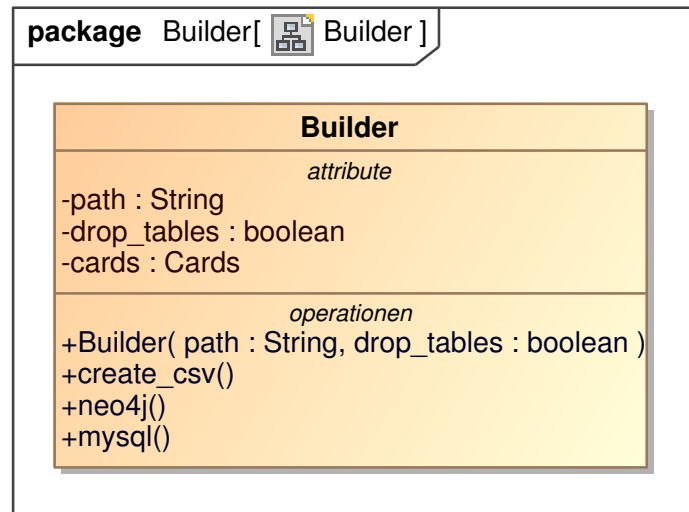 package Builder[ Builder ]
Builder
attribute
-path : String
-drop_tables : boolean
-cards : Cards
operationen
+Builder( path : String, drop_tables : boolean )
+create_csv()
+neo4j()
+mysql()